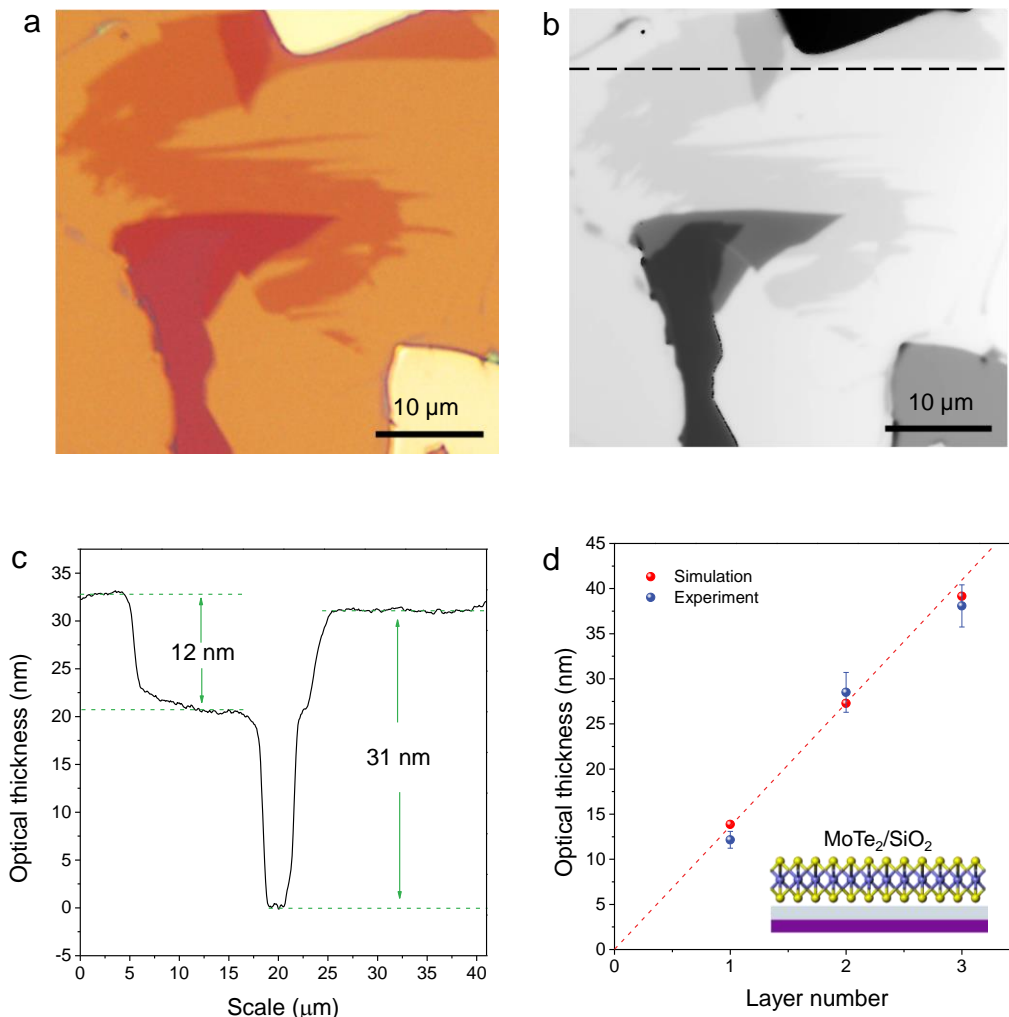 a
10 μm
b
10 μm
c
Optical thickness (nm)
35
30
25
20
15
10
5
0
-5
12 nm
31 nm
0 5 10 15 20 25 30 35 40
Scale (μm)
d
Optical thickness (nm)
45
40
35
30
25
20
15
10
5
0
Simulation
Experiment
MoTe₂/SiO₂
0 1 2 3
Layer number